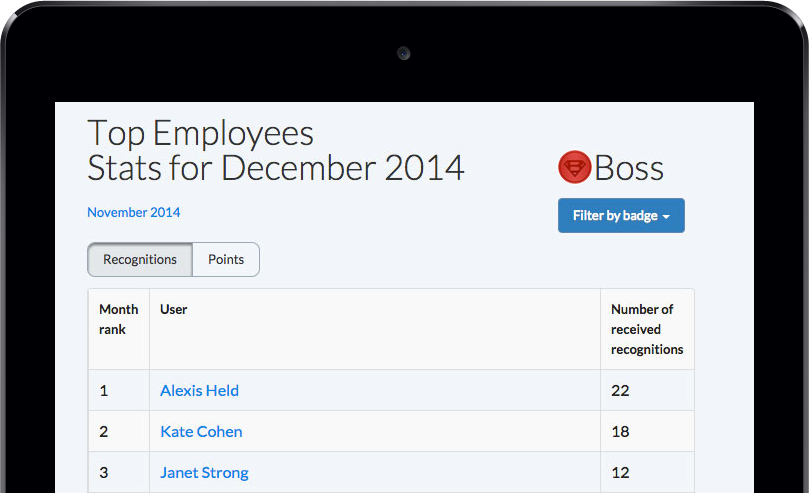 Top Employees
Stats for December 2014
Boss
November 2014
Filter by badge
Recognitions Points
Month rank User Number of received recognitions
1 Alexis Held 22
2 Kate Cohen 18
3 Janet Strong 12